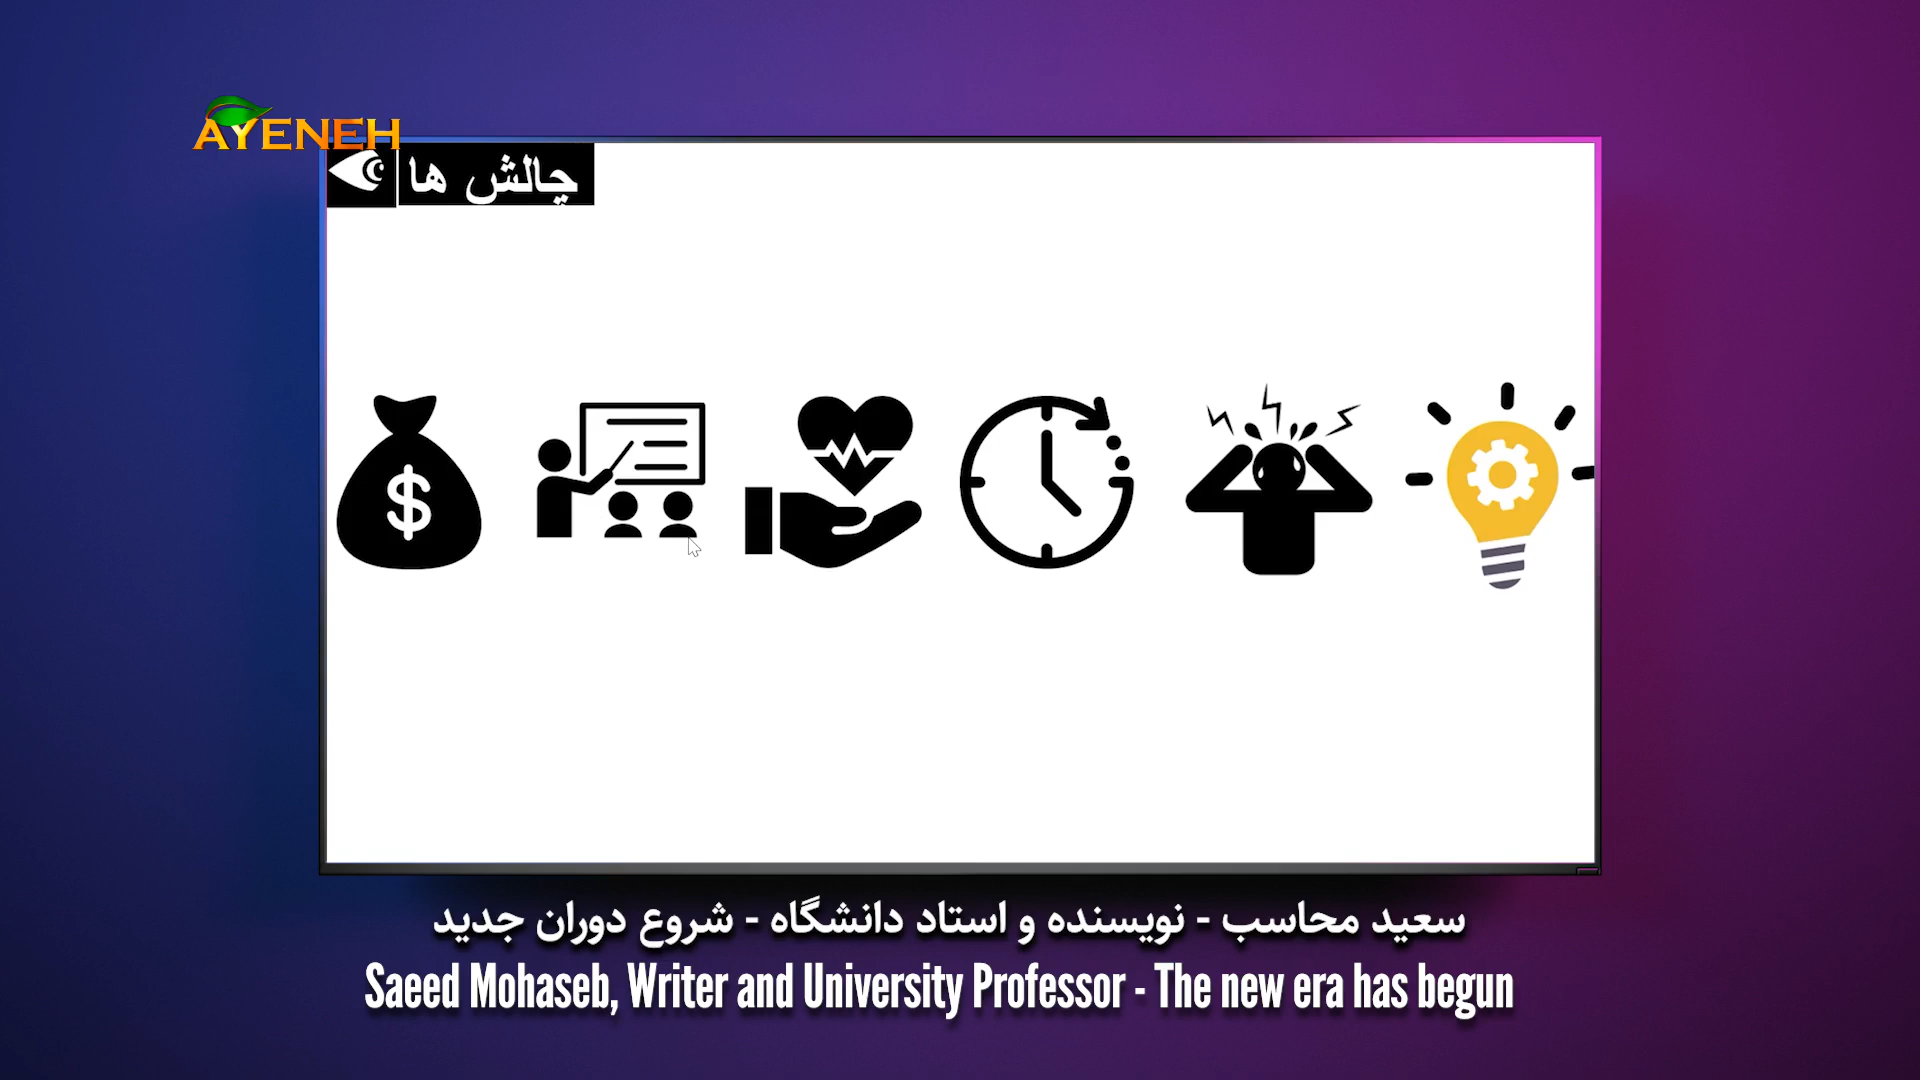 AYENEH
چالش ها
$
سعید محاسب - نویسنده و استاد دانشگاه - شروع دوران جدید
Saeed Mohaseb, Writer and University Professor - The new era has begun